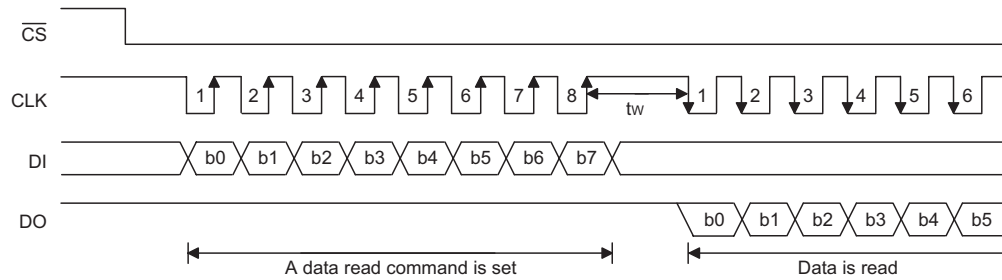 CS
CLK 1 2 3 4 5 6 7 8 tw 1 2 3 4 5 6
DI b0 b1 b2 b3 b4 b5 b6 b7
DO b0 b1 b2 b3 b4 b5
A data read command is set Data is read